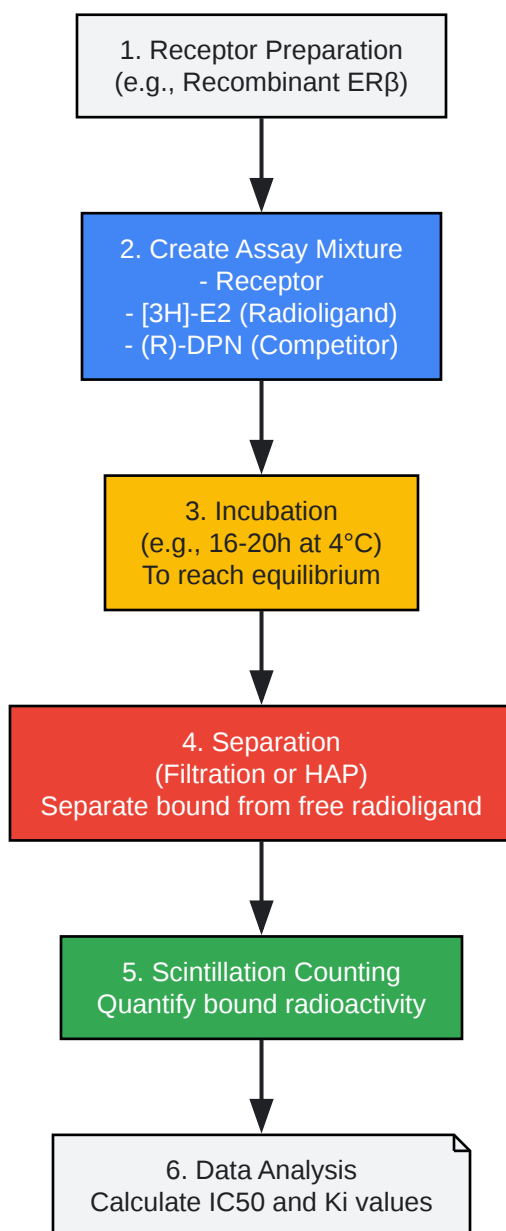 1. Receptor Preparation
(e.g., Recombinant ERβ)
2. Create Assay Mixture
- Receptor
- [3H]-E2 (Radioligand)
- (R)-DPN (Competitor)
3. Incubation
(e.g., 16-20h at 4°C)
To reach equilibrium
4. Separation
(Filtration or HAP)
Separate bound from free radioligand
5. Scintillation Counting
Quantify bound radioactivity
6. Data Analysis
Calculate IC50 and Ki values